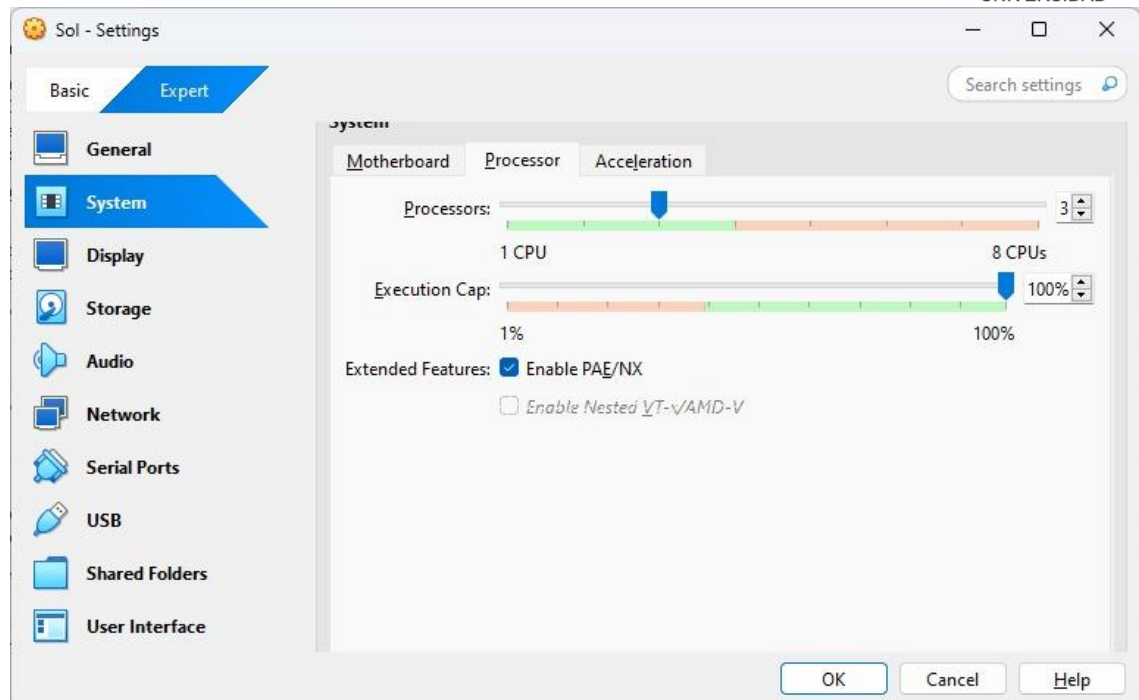 UNIVERSIDAD
Sol - Settings
Basic
Expert
Search settings
General
System
Display
Storage
Audio
Network
Serial Ports
USB
Shared Folders
User Interface
System
Motherboard
Processor
Acceleration
Processors:
3
1 CPU
8 CPUs
Execution Cap:
100%
1%
100%
Extended Features:
Enable PAE/NX
Enable Nested VT-x/AMD-V
OK
Cancel
Help